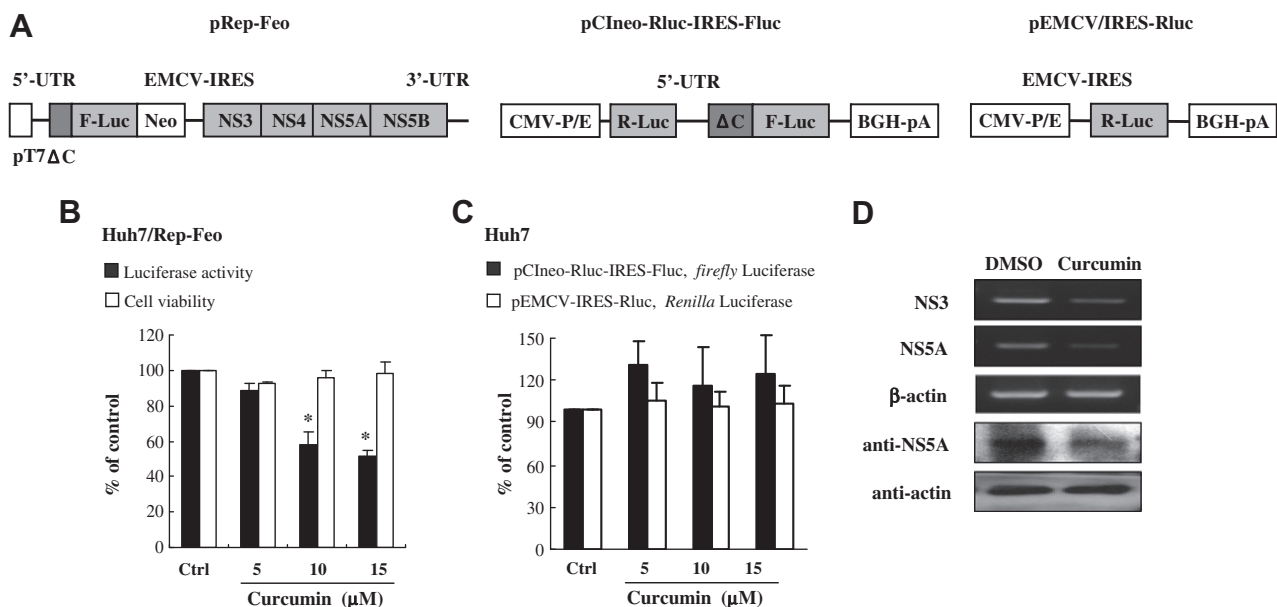 A
pRep-Feo
pCIneo-Rluc-IRES-Fluc
pEMCV/IRES-Rluc
5’-UTR
EMCV-IRES
3’-UTR
5’-UTR
EMCV-IRES
F-Luc
Neo
NS3
NS4
NS5A
NS5B
CMV-P/E
R-Luc
ΔC
F-Luc
BGH-pA
CMV-P/E
R-Luc
BGH-pA
pT7ΔC
B
Huh7/Rep-Feo
Luciferase activity
Cell viability
% of control
120
100
80
60
40
20
0
*
*
Ctrl
5
10
15
Curcumin (μM)
C
Huh7
pCIneo-Rluc-IRES-Fluc, firefly Luciferase
pEMCV-IRES-Rluc, Renilla Luciferase
% of control
150
120
90
60
30
0
Ctrl
5
10
15
Curcumin (μM)
D
DMSO Curcumin
NS3
NS5A
β-actin
anti-NS5A
anti-actin